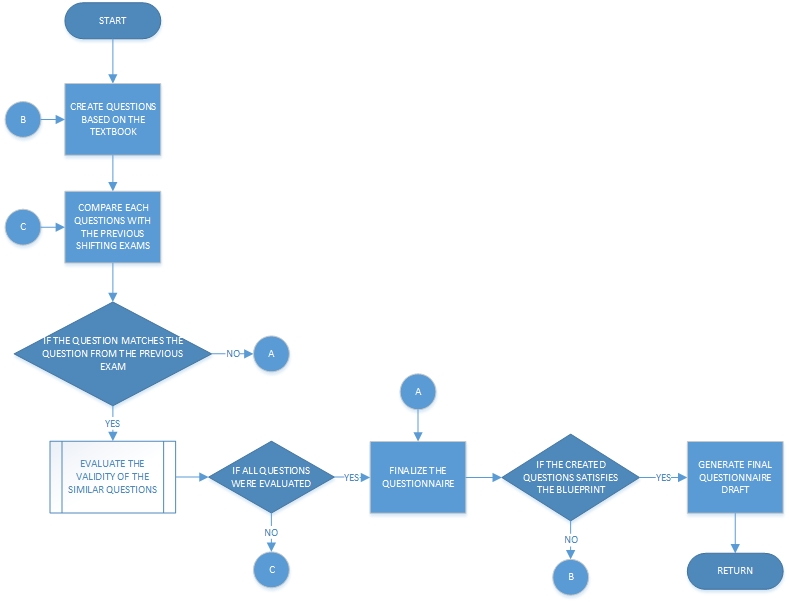 START
B
CREATE QUESTIONS
BASED ON THE
TEXTBOOK
C
COMPARE EACH
QUESTIONS WITH
THE PREVIOUS
SHIFTING EXAMS
IF THE QUESTION MATCHES THE
QUESTION FROM THE PREVIOUS
EXAM
NO
A
YES
EVALUATE THE
VALIDITY OF THE
SIMILAR QUESTIONS
IF ALL QUESTIONS
WERE EVALUATED
NO
C
YES
A
FINALIZE THE
QUESTIONNAIRE
IF THE CREATED
QUESTIONS SATISFIES
THE BLUEPRINT
NO
B
YES
GENERATE FINAL
QUESTIONNAIRE
DRAFT
RETURN